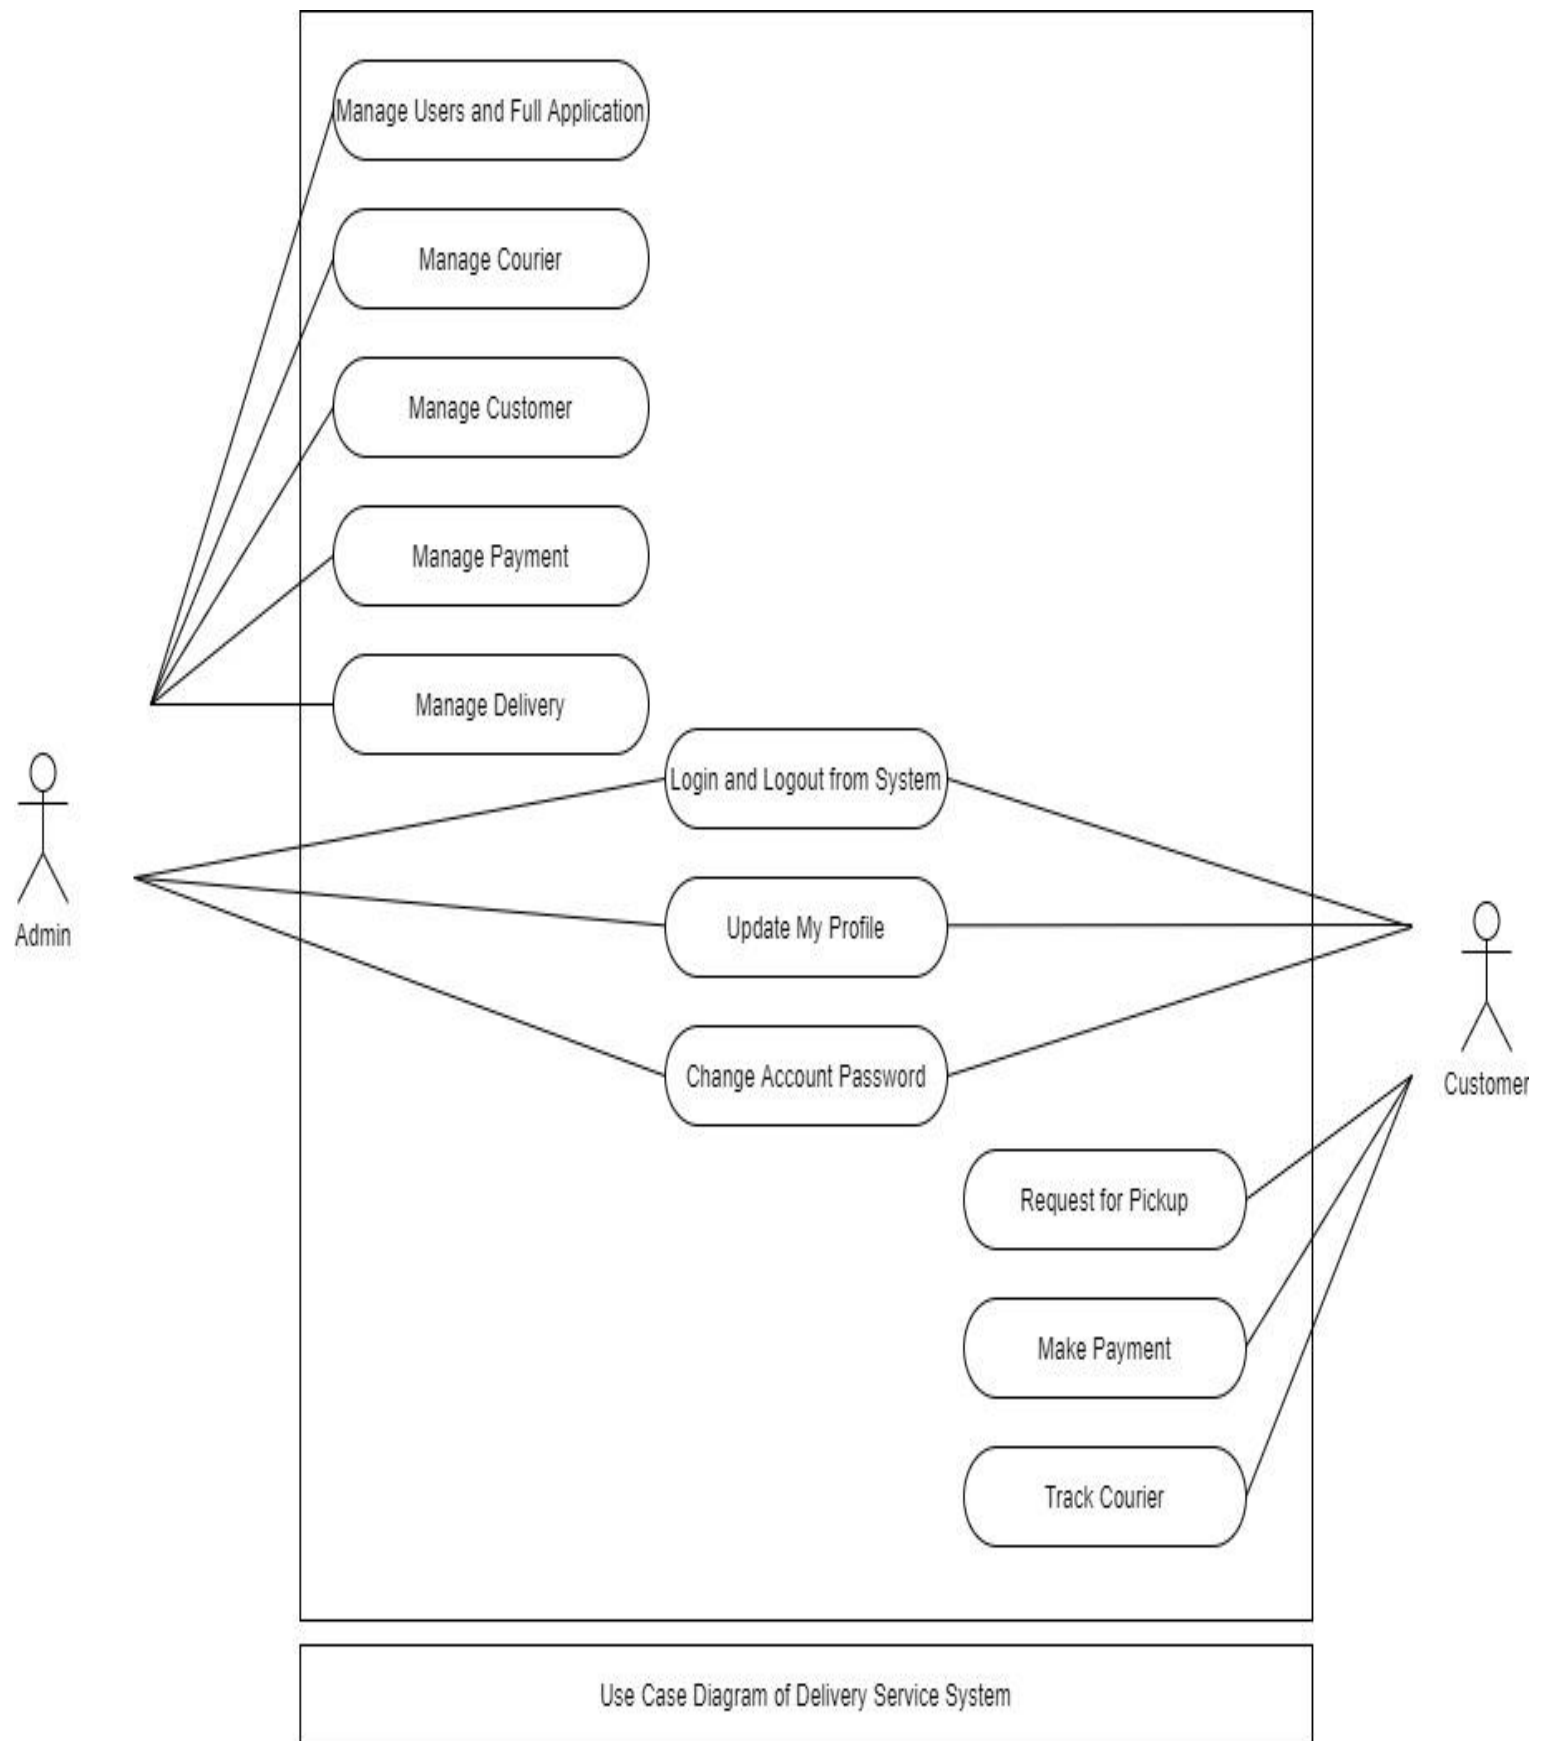 Manage Users and Full Application
Manage Courier
Manage Customer
Manage Payment
Manage Delivery
Login and Logout from System
Admin
Update My Profile
Change Account Password
Customer
Request for Pickup
Make Payment
Track Courier
Use Case Diagram of Delivery Service System